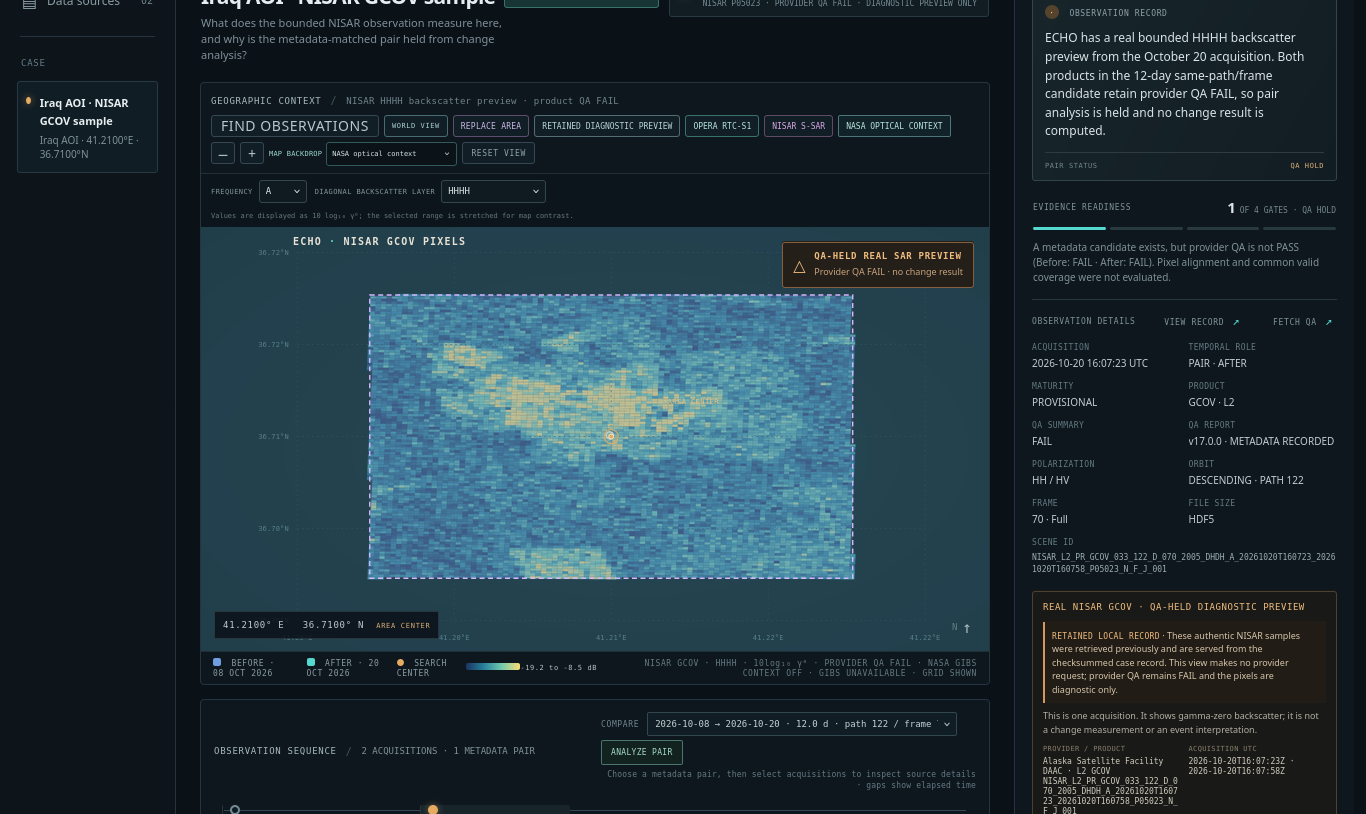 Data sources 02
CASE
Iraq AOI · NISAR
GCOV sample
Iraq AOI · 41.2100°E ·
36.7100°N
Iraq AOI · NISAR GCOV sample
NISAR P05023 · PROVIDER QA FAIL · DIAGNOSTIC PREVIEW ONLY
What does the bounded NISAR observation measure here,
and why is the metadata-matched pair held from change
analysis?
GEOGRAPHIC CONTEXT / NISAR HHHH backscatter preview · product QA FAIL
FIND OBSERVATIONS WORLD VIEW REPLACE AREA RETAINED DIAGNOSTIC PREVIEW OPERA RTC-S1 NISAR S-SAR NASA OPTICAL CONTEXT
– + MAP BACKDROP NASA optical context RESET VIEW
FREQUENCY A DIAGONAL BACKSCATTER LAYER HHHH
Values are displayed as 10 log₁₀ γ⁰; the selected range is stretched for map contrast.
ECHO · NISAR GCOV PIXELS
36.72°N
△ QA-HELD REAL SAR PREVIEW
Provider QA FAIL · no change result
36.72°N
36.71°N
36.70°N
41.2100° E 36.7100° N AREA CENTER
41.20°E 41.21°E 41.22°E 41.22°E
N ↑
BEFORE ·
08 OCT 2026
AFTER · 20
OCT 2026
SEARCH
CENTER
-19.2 to -8.5 dB
NISAR GCOV · HHHH · 10log₁₀ γ⁰ · PROVIDER QA FAIL · NASA GIBS
CONTEXT OFF · GIBS UNAVAILABLE · GRID SHOWN
COMPARE 2026-10-08 → 2026-10-20 · 12.0 d · path 122 / frame
OBSERVATION SEQUENCE / 2 ACQUISITIONS · 1 METADATA PAIR
ANALYZE PAIR
Choose a metadata pair, then select acquisitions to inspect source details
· gaps show elapsed time
OBSERVATION RECORD
ECHO has a real bounded HHHH backscatter
preview from the October 20 acquisition. Both
products in the 12-day same-path/frame
candidate retain provider QA FAIL, so pair
analysis is held and no change result is
computed.
PAIR STATUS QA HOLD
EVIDENCE READINESS 1 OF 4 GATES · QA HOLD
A metadata candidate exists, but provider QA is not PASS
(Before: FAIL · After: FAIL). Pixel alignment and common valid
coverage were not evaluated.
OBSERVATION DETAILS VIEW RECORD ↗ FETCH QA ↗
ACQUISITION TEMPORAL ROLE
2026-10-20 16:07:23 UTC PAIR · AFTER
MATURITY PRODUCT
PROVISIONAL GCOV · L2
QA SUMMARY QA REPORT
FAIL v17.0.0 · METADATA RECORDED
POLARIZATION ORBIT
HH / HV DESCENDING · PATH 122
FRAME FILE SIZE
70 · Full HDF5
SCENE ID
NISAR_L2_PR_GCOV_033_122_D_070_2005_DHDH_A_20261020T160723_2026
1020T160758_P05023_N_F_J_001
REAL NISAR GCOV · QA-HELD DIAGNOSTIC PREVIEW
RETAINED LOCAL RECORD · These authentic NISAR samples
were retrieved previously and are served from the
checksummed case record. This view makes no provider
request; provider QA remains FAIL and the pixels are
diagnostic only.
This is one acquisition. It shows gamma-zero backscatter; it is not
a change measurement or an event interpretation.
PROVIDER / PRODUCT ACQUISITION UTC
Alaska Satellite Facility
DAAC · L2 GCOV
NISAR_L2_PR_GCOV_033_122_D_0
70_2005_DHDH_A_20261020T1607
23_20261020T160758_P05023_N_
F_J_001
2026-10-20T16:07:23Z ·
2026-10-20T16:07:58Z